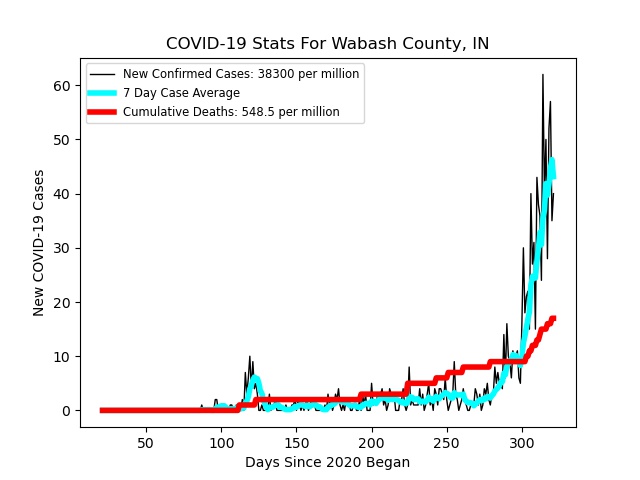 COVID-19 Stats For Wabash County, IN
New Confirmed Cases: 38300 per million
7 Day Case Average
Cumulative Deaths: 548.5 per million
New COVID-19 Cases
60
50
40
30
20
10
0
50 100 150 200 250 300
Days Since 2020 Began